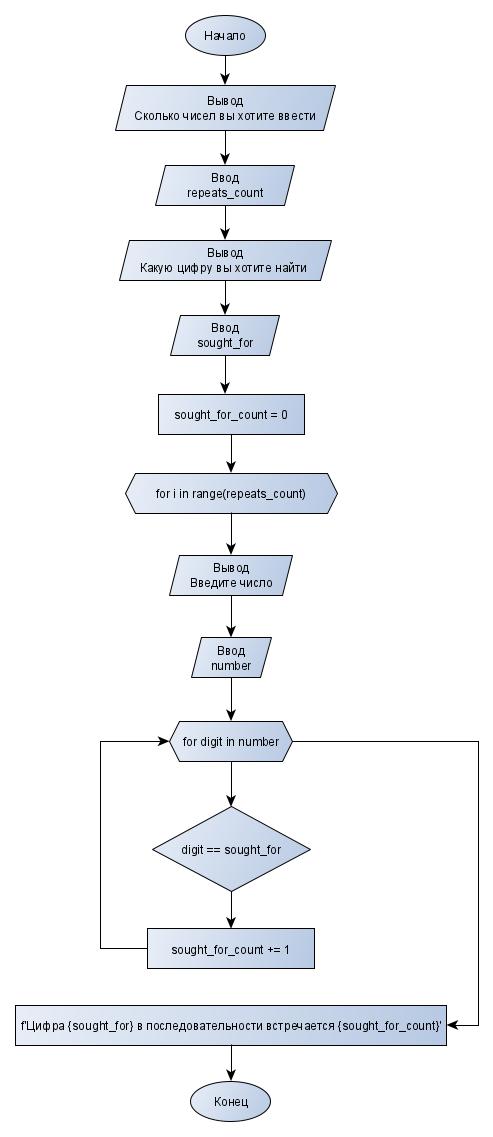 Начало
Вывод
Сколько чисел вы хотите ввести
Ввод
repeats_count
Вывод
Какую цифру вы хотите найти
Ввод
sought_for
sought_for_count = 0
for i in range(repeats_count)
Вывод
Введите число
Ввод
number
for digit in number
digit == sought_for
sought_for_count += 1
f'Цифра {sought_for} в последовательности встречается {sought_for_count}'
Конец